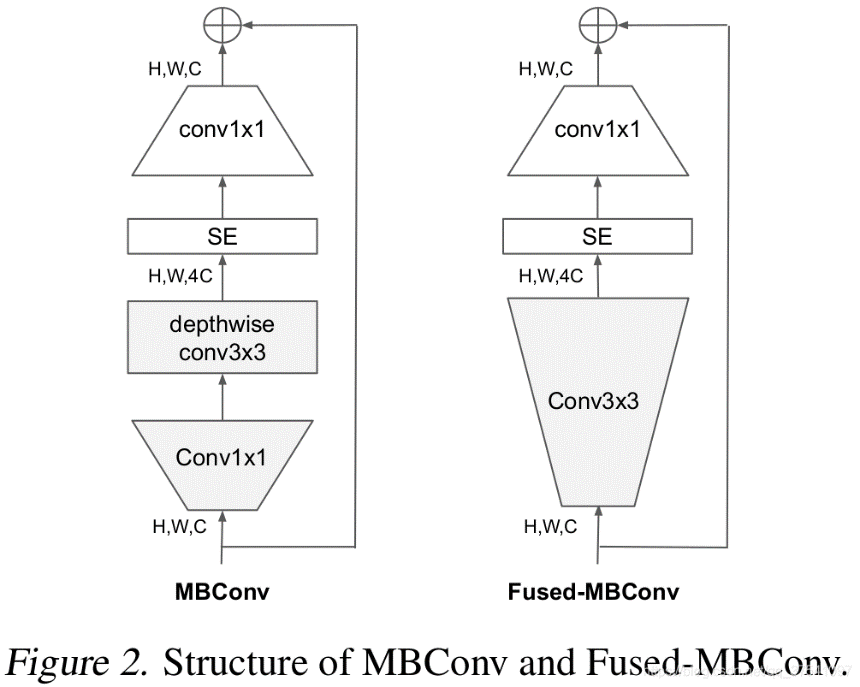 H,W,C
conv1x1
SE
H,W,4C
depthwise
conv3x3
Conv1x1
H,W,C
MBConv
H,W,C
conv1x1
SE
H,W,4C
Conv3x3
H,W,C
Fused-MBConv
Figure 2. Structure of MBConv and Fused-MBConv.